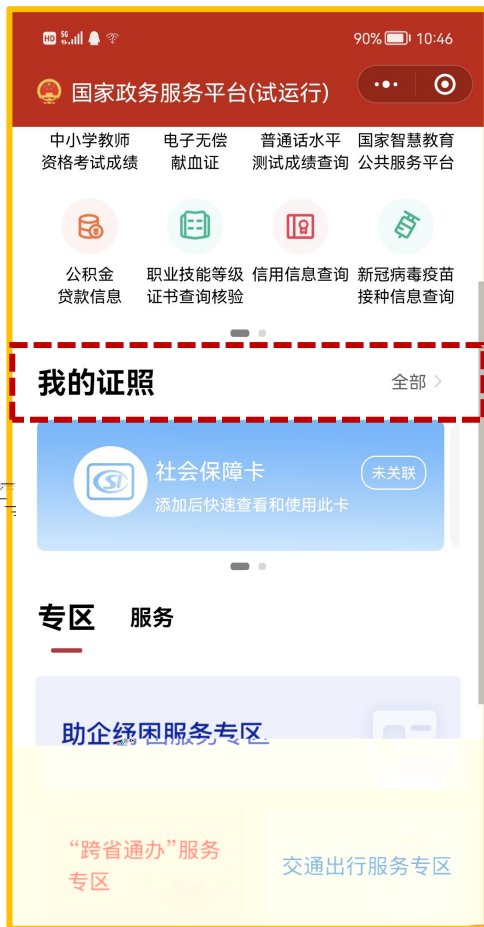 HD 5G 90% 10:46
国家政务服务平台(试运行)
中小学教师 电子无偿 普通话水平 国家智慧教育
资格考试成绩 献血证 测试成绩查询 公共服务平台
公积金 职业技能等级 信用信息查询 新冠病毒疫苗
贷款信息 证书查询核验 接种信息查询
我的证照 全部
社会保障卡 未关联
添加后快速查看和使用此卡
专区 服务
助企纾困服务专区
“跨省通办”服务
专区
交通出行服务专区